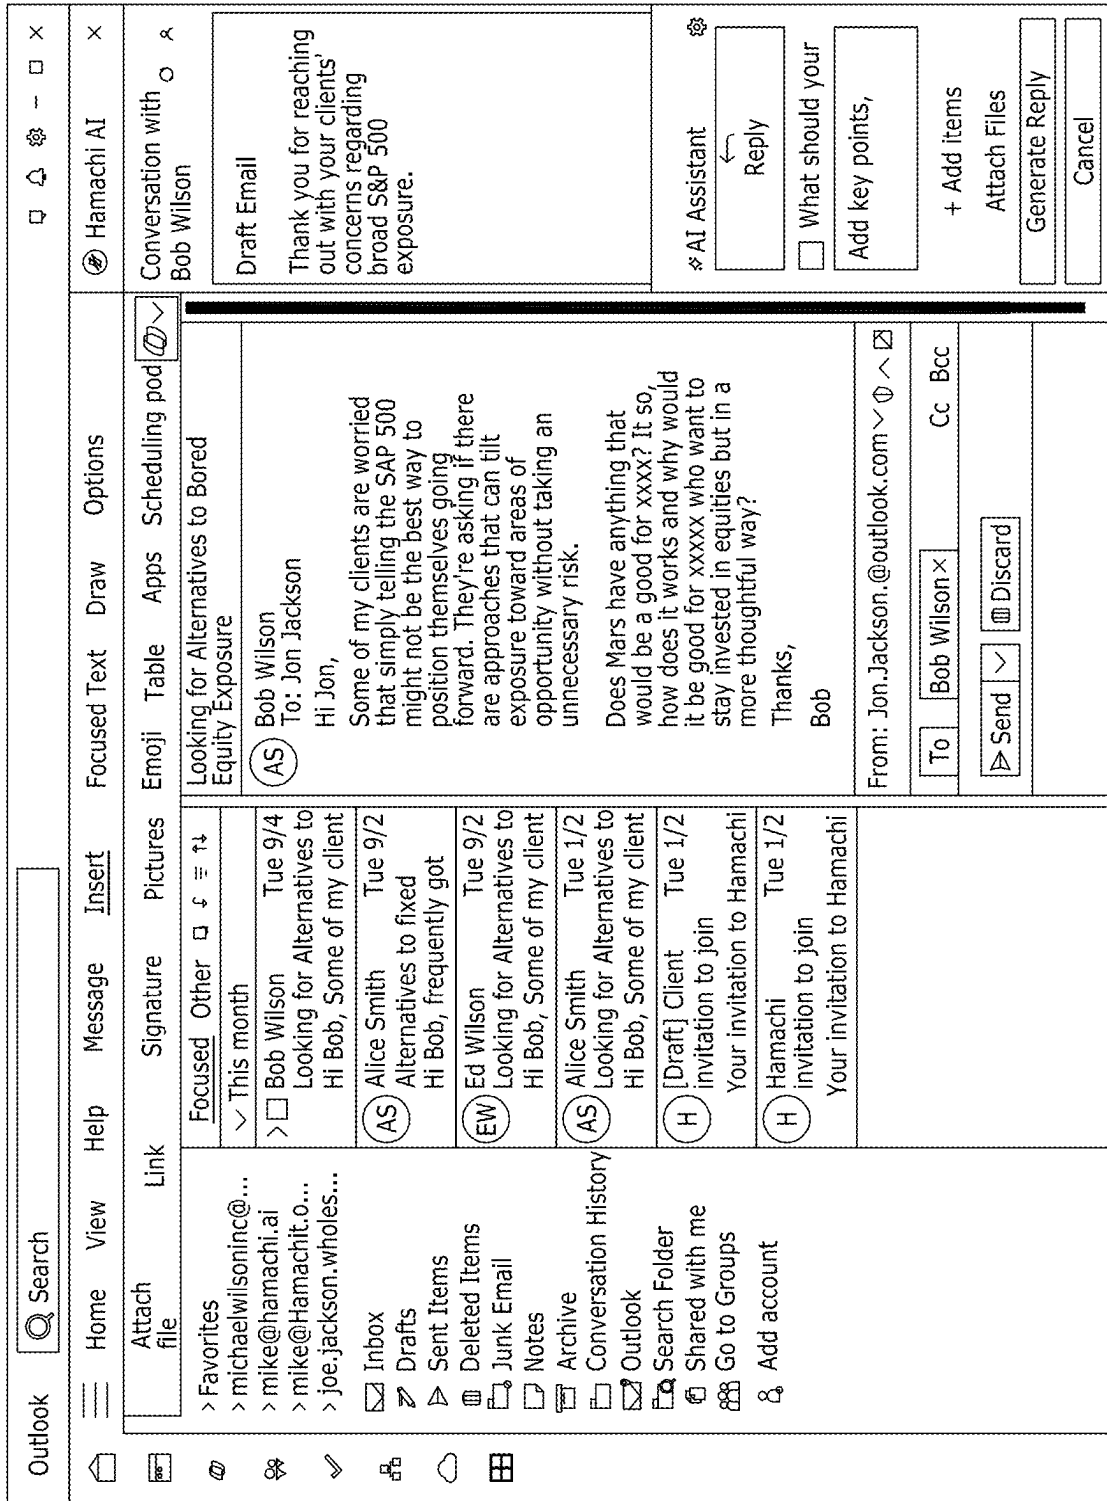 Outlook
Search
Home View Help Message Insert Focused Text Draw Options
Attach file
Link
Signature
Pictures
Emoji
Table
Apps
Scheduling pod
> Favorites
> michaelwilsoninc@...
> mike@hamachi.ai
> mike@Hamachit.o...
> joe.jackson.wholes...
Inbox
Drafts
Sent Items
Deleted Items
Junk Email
Notes
Archive
Conversation History
Outlook
Search Folder
Shared with me
Go to Groups
Add account
Focused Other
This month
Bob Wilson Tue 9/4
Looking for Alternatives to
Hi Bob, Some of my client
AS
Alice Smith Tue 9/2
Alternatives to fixed
Hi Bob, frequently got
EW
Ed Wilson Tue 9/2
Looking for Alternatives to
Hi Bob, Some of my client
AS
Alice Smith Tue 1/2
Looking for Alternatives to
Hi Bob, Some of my client
H
[Draft] Client Tue 1/2
invitation to join
Your invitation to Hamachi
H
Hamachi Tue 1/2
invitation to join
Your invitation to Hamachi
Looking for Alternatives to Bored
Equity Exposure
AS
Bob Wilson
To: Jon Jackson
Hi Jon,
Some of my clients are worried
that simply telling the SAP 500
might not be the best way to
position themselves going
forward. They're asking if there
are approaches that can tilt
exposure toward areas of
opportunity without taking an
unnecessary risk.
Does Mars have anything that
would be a good for xxxx? It so,
how does it works and why would
it be good for xxxxx who want to
stay invested in equities but in a
more thoughtful way?
Thanks,
Bob
From: Jon.Jackson.@outlook.com
To
Bob Wilson×
Cc Bcc
Send
Discard
Hamachi AI
Conversation with
Bob Wilson
Draft Email
Thank you for reaching
out with your clients'
concerns regarding
broad S&P 500
exposure.
AI Assistant
Reply
What should your
Add key points,
+ Add items
Attach Files
Generate Reply
Cancel